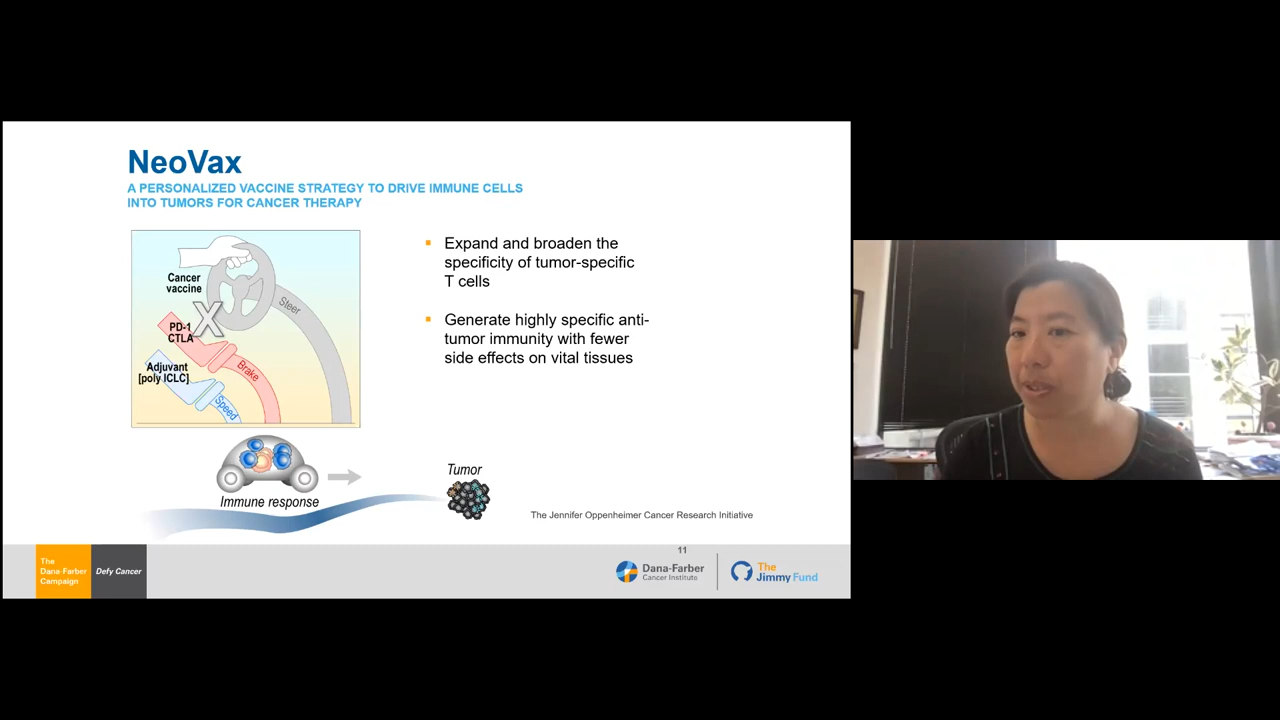 NeoVax
A PERSONALIZED VACCINE STRATEGY TO DRIVE IMMUNE CELLS
INTO TUMORS FOR CANCER THERAPY
Cancer
vaccine
Steer
X
PD-1
CTLA
Brake
Adjuvant
[poly ICLC]
Speed
Expand and broaden the
specificity of tumor-specific
T cells
Generate highly specific anti-
tumor immunity with fewer
side effects on vital tissues
Immune response
Tumor
The Jennifer Oppenheimer Cancer Research Initiative
The
Dana-Farber
Campaign
Defy Cancer
11
Dana-Farber
Cancer Institute
The
Jimmy Fund